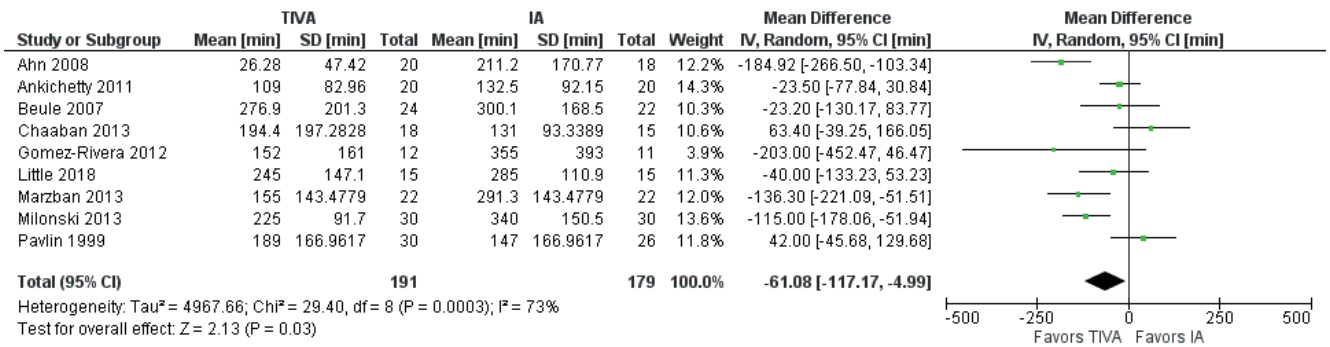 TIVA IA Mean Difference Mean Difference
Study or Subgroup Mean [min] SD [min] Total Mean [min] SD [min] Total Weight IV, Random, 95% CI [min] IV, Random, 95% CI [min]
Ahn 2008 26.28 47.42 20 211.2 170.77 18 12.2% -184.92 [-266.50, -103.34]
Ankichetty 2011 109 82.96 20 132.5 92.15 20 14.3% -23.50 [-77.84, 30.84]
Beule 2007 276.9 201.3 24 300.1 168.5 22 10.3% -23.20 [-130.17, 83.77]
Chaaban 2013 194.4 197.2828 18 131 93.3389 15 10.6% 63.40 [-39.25, 166.05]
Gomez-Rivera 2012 152 161 12 355 393 11 3.9% -203.00 [-452.47, 46.47]
Little 2018 245 147.1 15 285 110.9 15 11.3% -40.00 [-133.23, 53.23]
Marzban 2013 155 143.4779 22 291.3 143.4779 22 12.0% -136.30 [-221.09, -51.51]
Milonski 2013 225 91.7 30 340 150.5 30 13.6% -115.00 [-178.06, -51.94]
Pavlin 1999 189 166.9617 30 147 166.9617 26 11.8% 42.00 [-45.68, 129.68]
Total (95% CI) 191 179 100.0% -61.08 [-117.17, -4.99]
Heterogeneity: Tau² = 4967.66; Chi² = 29.40, df = 8 (P = 0.0003); I² = 73%
Test for overall effect: Z = 2.13 (P = 0.03)
-500 -250 0 250 500
Favors TIVA Favors IA